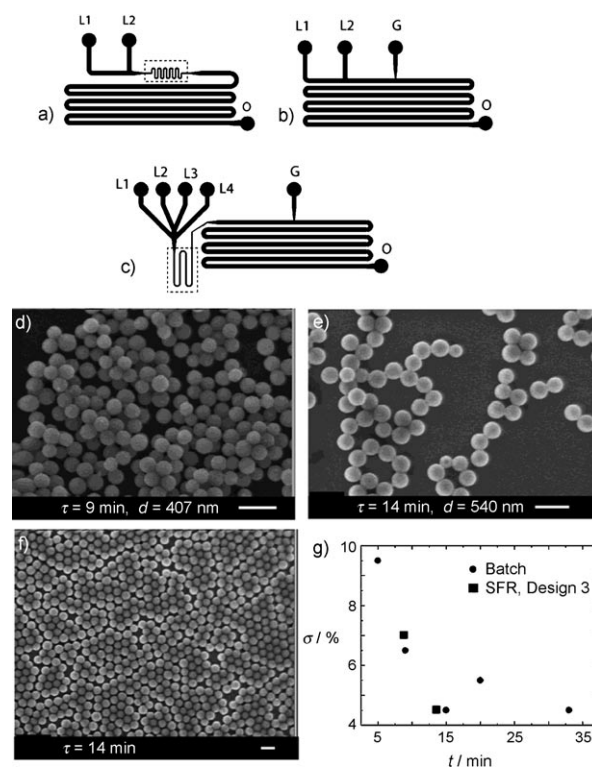 L1 L2
O
a)
L1 L2 G
O
b)
L1 L2 L3 L4
G
O
c)
d)
τ = 9 min, d = 407 nm
e)
τ = 14 min, d = 540 nm
f)
τ = 14 min
g)
10
8
6
4
σ / %
Batch
SFR, Design 3
5 15 25 35
t / min